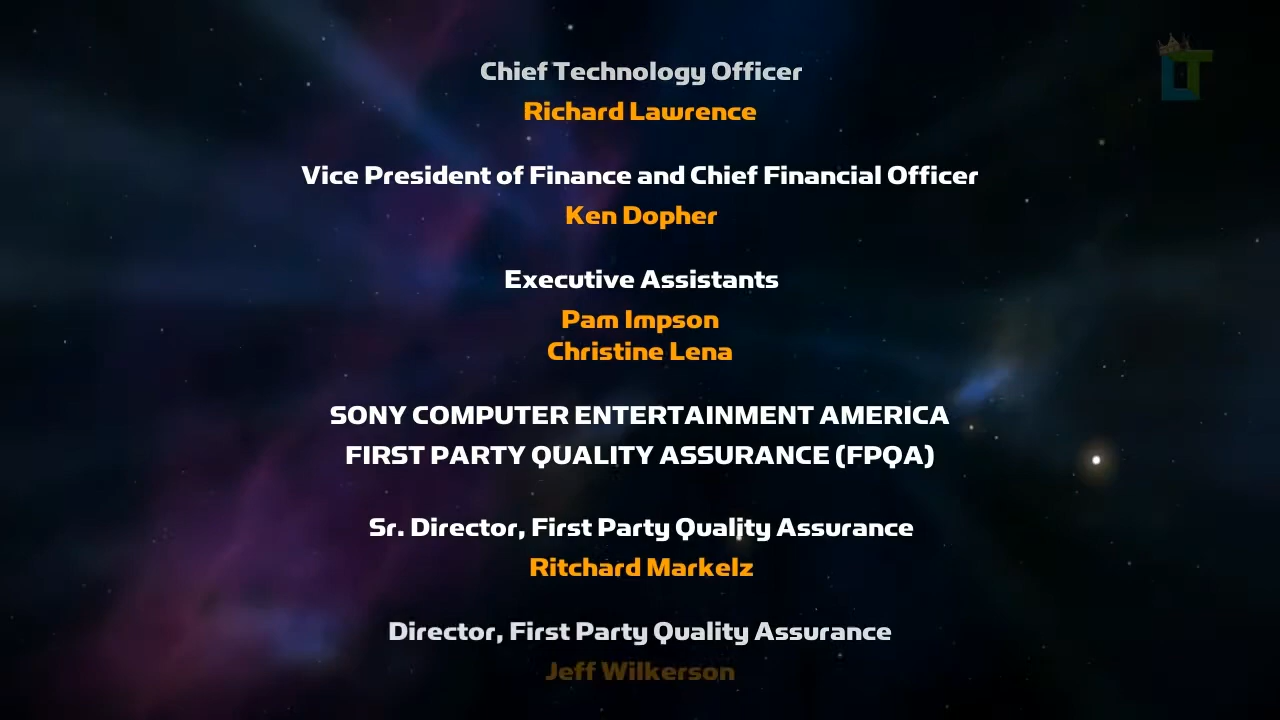 Chief Technology Officer
Richard Lawrence
Vice President of Finance and Chief Financial Officer
Ken Dopher
Executive Assistants
Pam Impson
Christine Lena
SONY COMPUTER ENTERTAINMENT AMERICA
FIRST PARTY QUALITY ASSURANCE (FPQA)
Sr. Director, First Party Quality Assurance
Ritchard Markelz
Director, First Party Quality Assurance
Jeff Wilkerson